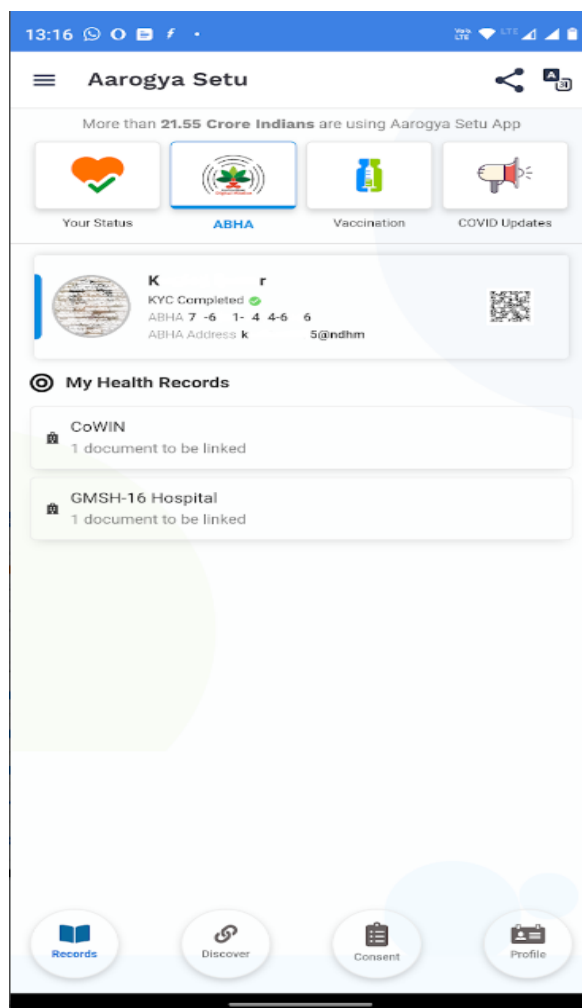 13:16
VoLTE LTE
Aarogya Setu
More than 21.55 Crore Indians are using Aarogya Setu App
Your Status ABHA Vaccination COVID Updates
K r
KYC Completed
ABHA 7 -6 1- 4 4-6 6
ABHA Address k 5@ndhm
My Health Records
CoWIN
1 document to be linked
GMSH-16 Hospital
1 document to be linked
Records Discover Consent Profile